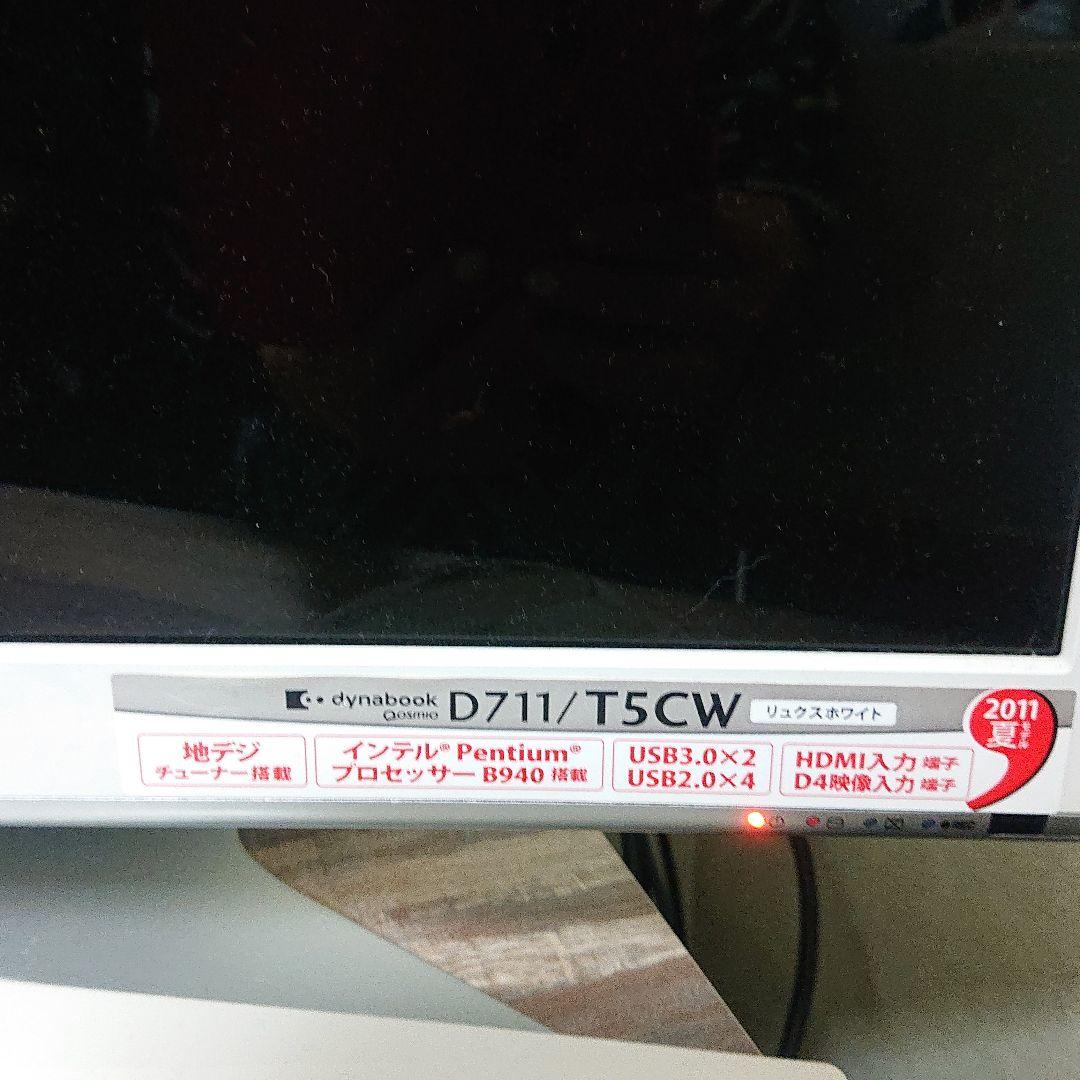 dynabook
Qosmio
D711/T5CW
リュクスホワイト
2011
夏モデル
地デジ
チューナー搭載
インテル® Pentium®
プロセッサー B940 搭載
USB3.0×2
USB2.0×4
HDMI入力 端子
D4映像入力 端子